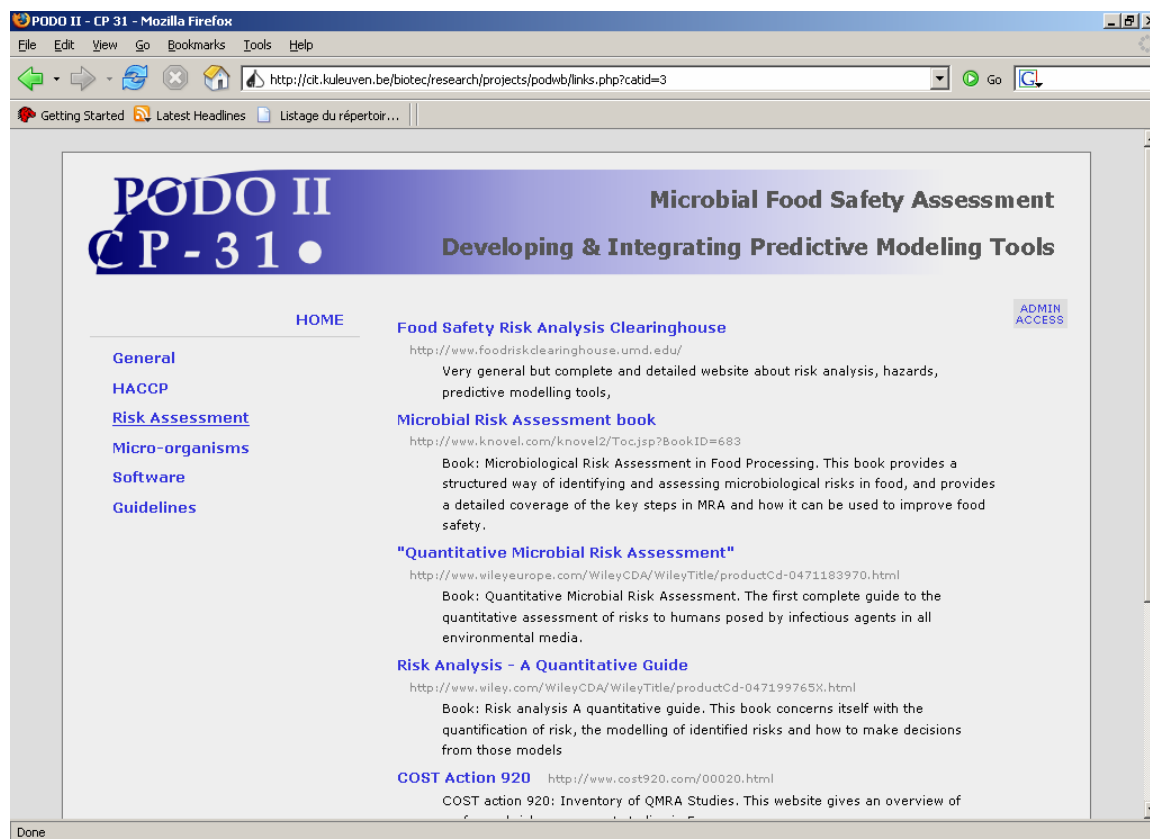 PODO II - CP 31 - Mozilla Firefox
File Edit View Go Bookmarks Tools Help
http://cit.kuleuven.be/biotec/research/projects/podwb/links.php?catid=3 Go G
Getting Started Latest Headlines Listage du répertoir...
PODO II
CP-31
Microbial Food Safety Assessment
Developing & Integrating Predictive Modeling Tools
ADMIN
ACCESS
HOME
General
HACCP
Risk Assessment
Micro-organisms
Software
Guidelines
Food Safety Risk Analysis Clearinghouse
http://www.foodriskclearinghouse.umd.edu/
Very general but complete and detailed website about risk analysis, hazards,
predictive modelling tools,
Microbial Risk Assessment book
http://www.knovel.com/knovel2/Toc.jsp?BookID=683
Book: Microbiological Risk Assessment in Food Processing. This book provides a
structured way of identifying and assessing microbiological risks in food, and provides
a detailed coverage of the key steps in MRA and how it can be used to improve food
safety.
"Quantitative Microbial Risk Assessment"
http://www.wileyeurope.com/WileyCDA/WileyTitle/productCd-0471183970.html
Book: Quantitative Microbial Risk Assessment. The first complete guide to the
quantitative assessment of risks to humans posed by infectious agents in all
environmental media.
Risk Analysis - A Quantitative Guide
http://www.wiley.com/WileyCDA/WileyTitle/productCd-047199765X.html
Book: Risk analysis A quantitative guide. This book concerns itself with the
quantification of risk, the modelling of identified risks and how to make decisions
from those models
COST Action 920 http://www.cost920.com/00020.html
COST action 920: Inventory of QMRA Studies. This website gives an overview of
Done